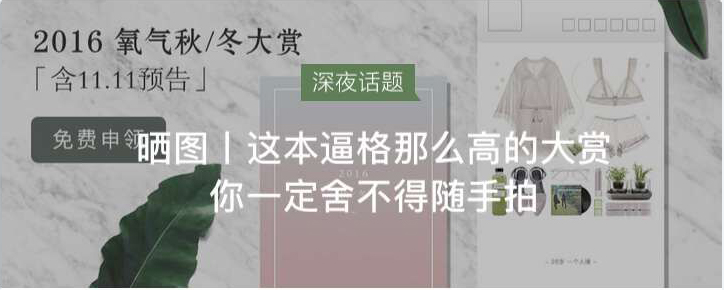 2016 氧气秋/冬大赏
「含11.11预告」
深夜话题
免费申领
晒图丨这本逼格那么高的大赏
2016
你一定舍不得随手拍